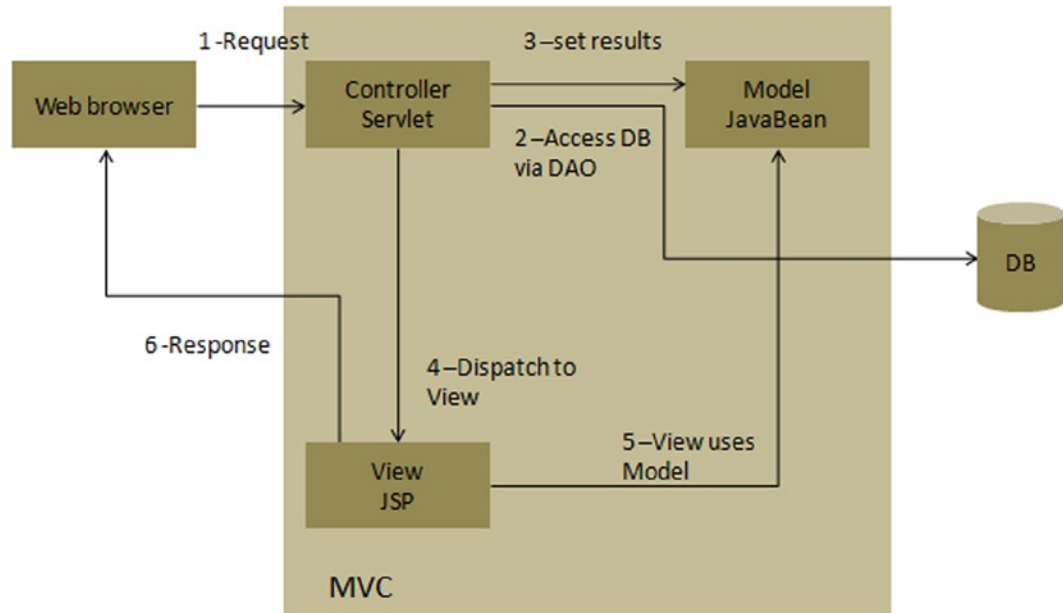 1 -Request
3 –set results
Web browser
Controller
Servlet
Model
JavaBean
2 –Access DB
via DAO
DB
6 -Response
4 –Dispatch to
View
5 –View uses
Model
View
JSP
MVC